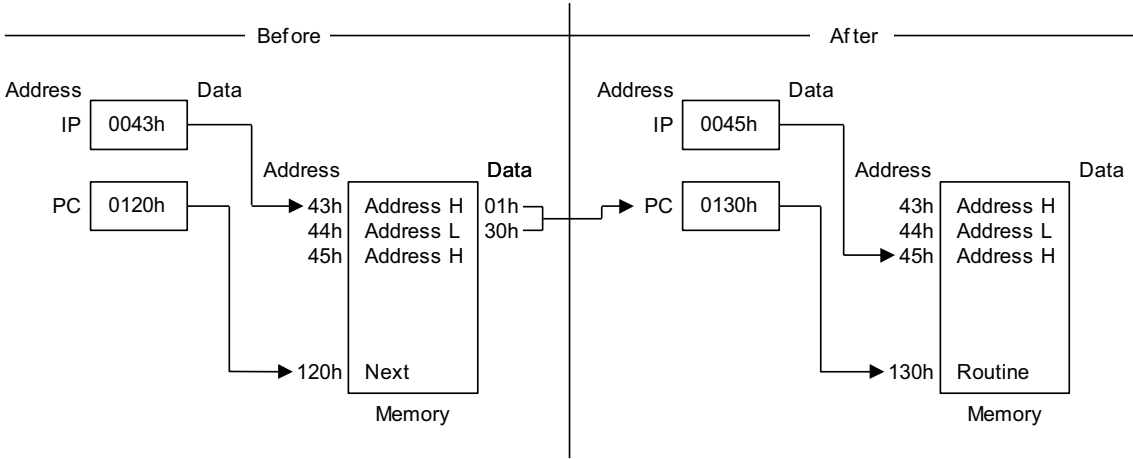 Before
Address Data
IP 0043h
Address Data
PC 0120h
43h Address H 01h
44h Address L 30h
45h Address H
120h Next
Memory
After
Address Data
IP 0045h
Address Data
PC 0130h
43h Address H
44h Address L
45h Address H
130h Routine
Memory